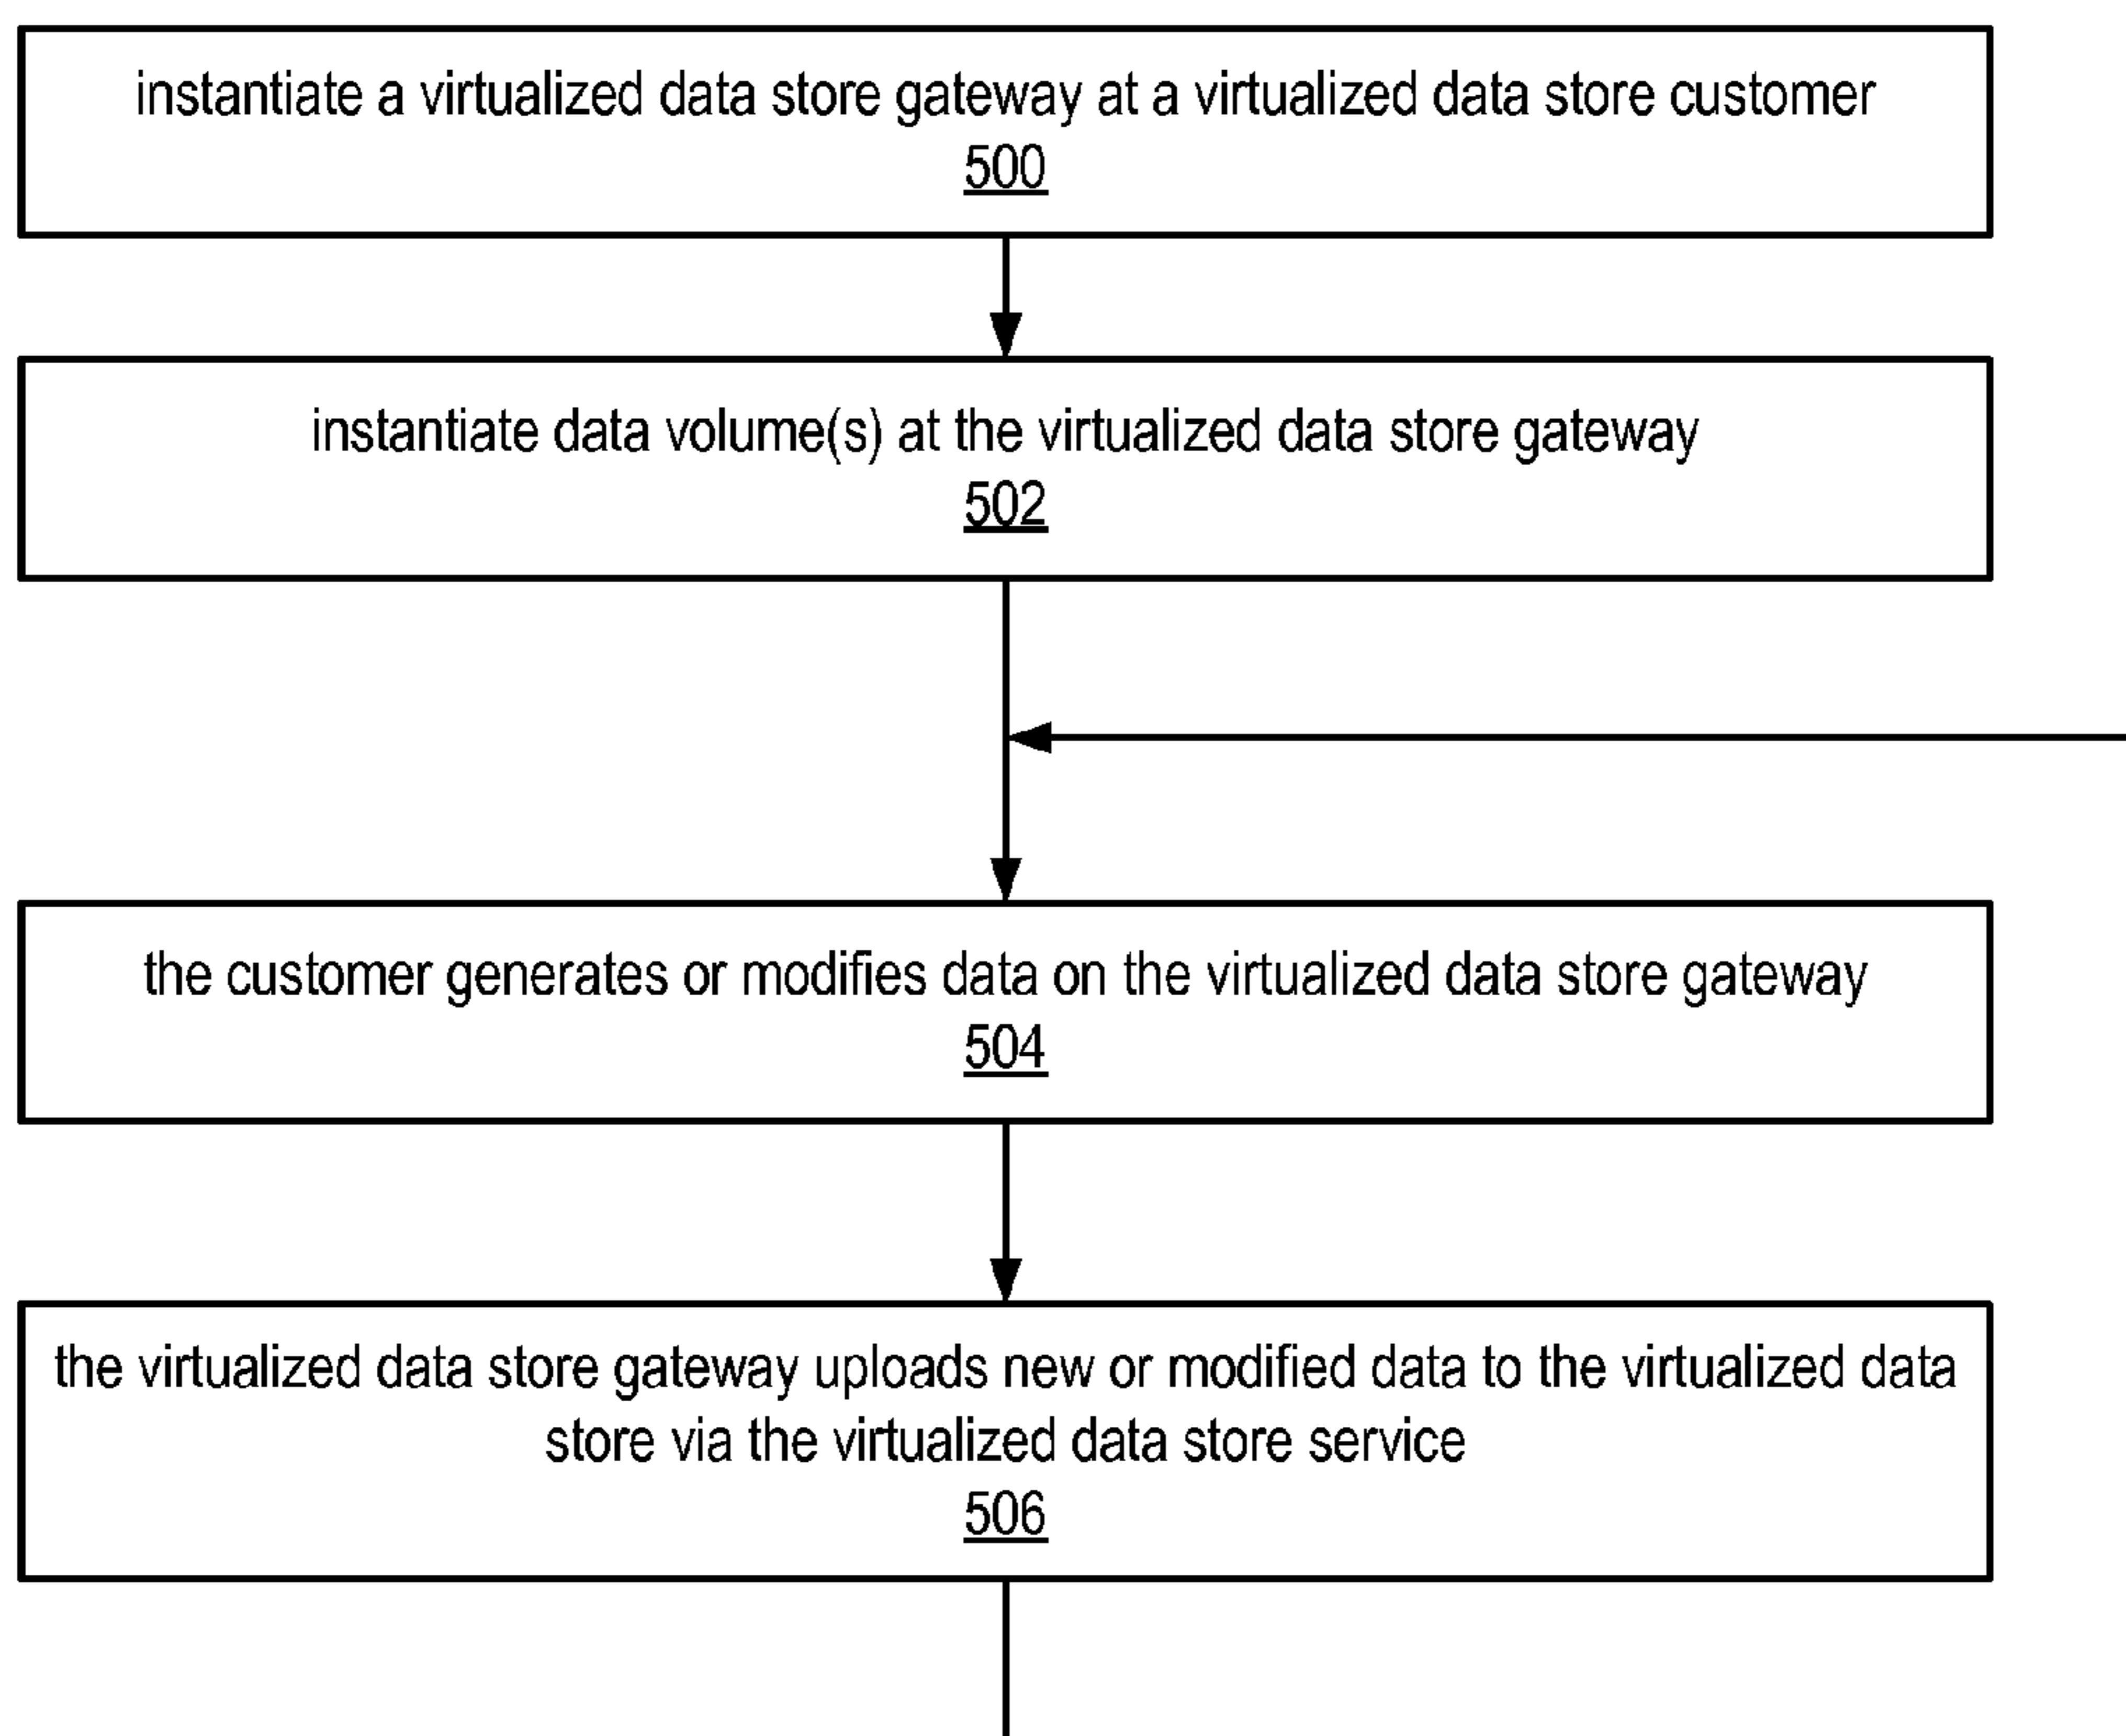 instantiate a virtualized data store gateway at a virtualized data store customer
500
instantiate data volume(s) at the virtualized data store gateway
502
the customer generates or modifies data on the virtualized data store gateway
504
the virtualized data store gateway uploads new or modified data to the virtualized data
store via the virtualized data store service
506